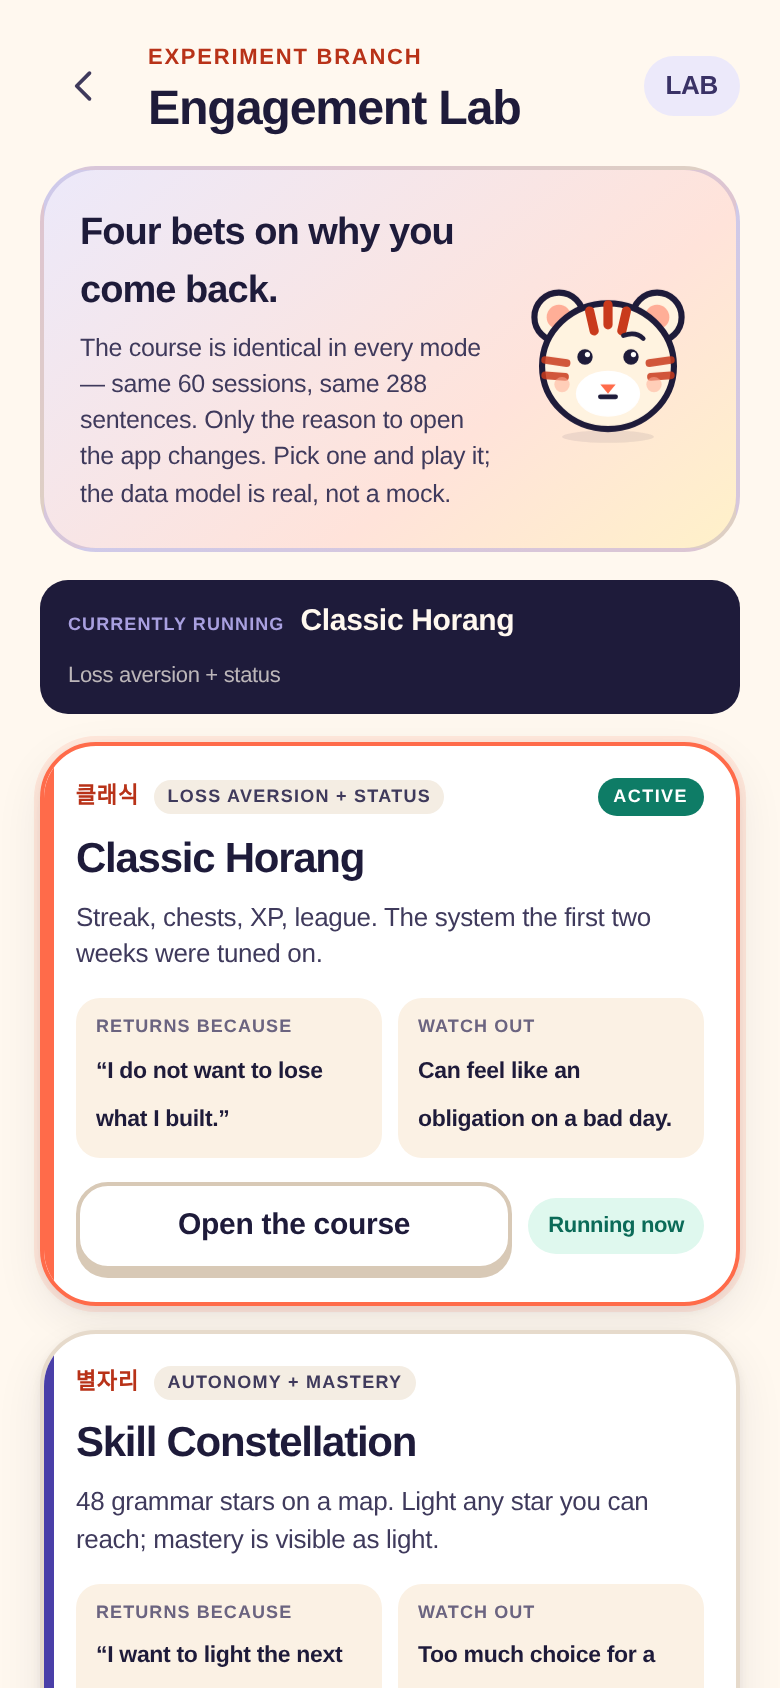 EXPERIMENT BRANCH
Engagement Lab
LAB
Four bets on why you
come back.
The course is identical in every mode
— same 60 sessions, same 288
sentences. Only the reason to open
the app changes. Pick one and play it;
the data model is real, not a mock.
CURRENTLY RUNNING Classic Horang
Loss aversion + status
클래식 LOSS AVERSION + STATUS ACTIVE
Classic Horang
Streak, chests, XP, league. The system the first two
weeks were tuned on.
RETURNS BECAUSE
“I do not want to lose
what I built.”
WATCH OUT
Can feel like an
obligation on a bad day.
Open the course
Running now
별자리 AUTONOMY + MASTERY
Skill Constellation
48 grammar stars on a map. Light any star you can
reach; mastery is visible as light.
RETURNS BECAUSE
“I want to light the next
WATCH OUT
Too much choice for a